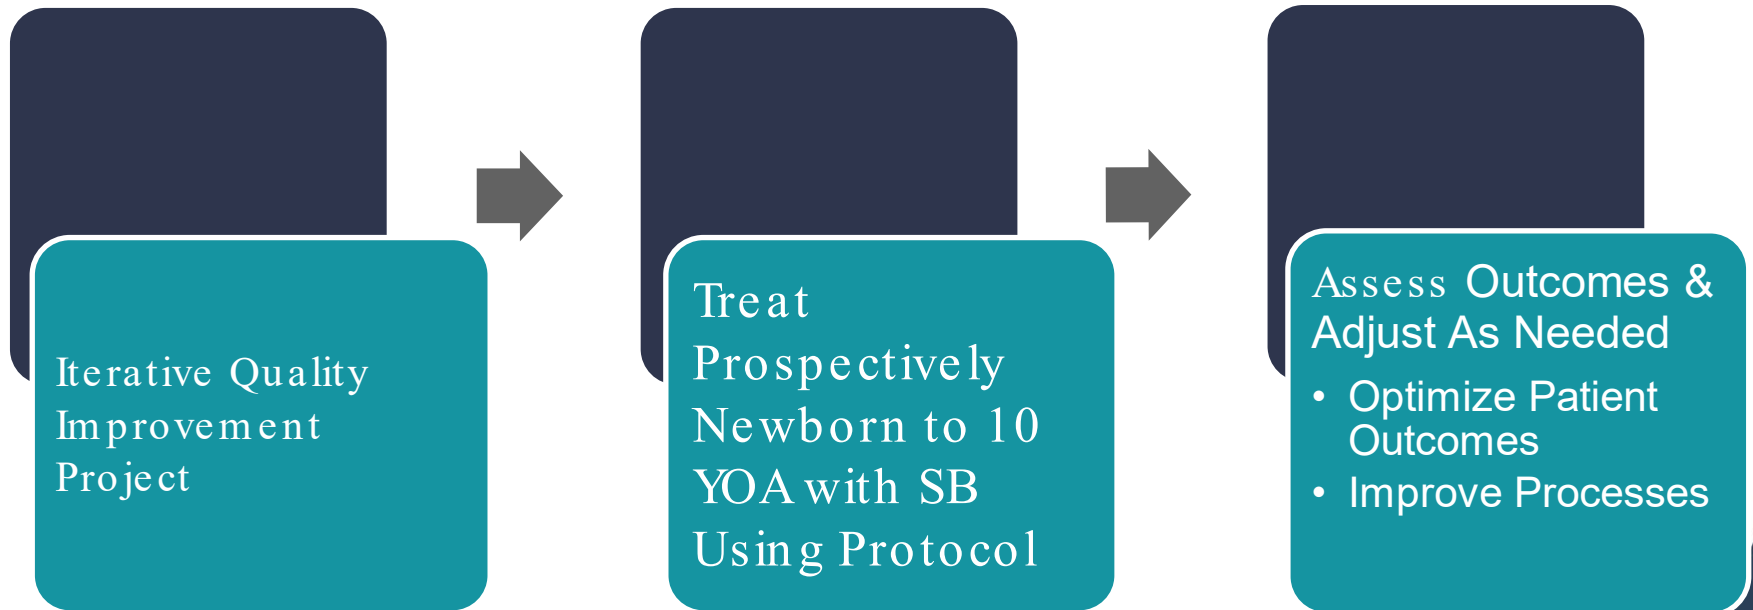 Iterative Quality
Improvement
Project
Treat
Prospectively
Newborn to 10
YOA with SB
Using Protocol
Assess Outcomes &
Adjust As Needed
• Optimize Patient
Outcomes
• Improve Processes